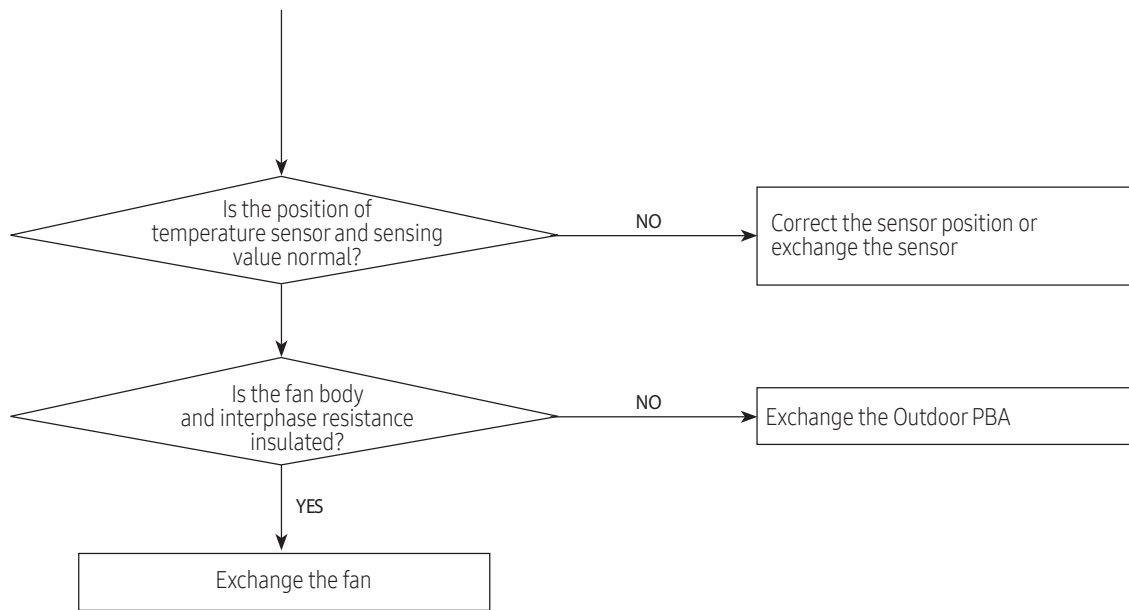 Is the position of
temperature sensor and sensing
value normal?
NO
Correct the sensor position or
exchange the sensor
Is the fan body
and interphase resistance
insulated?
NO
Exchange the Outdoor PBA
YES
Exchange the fan